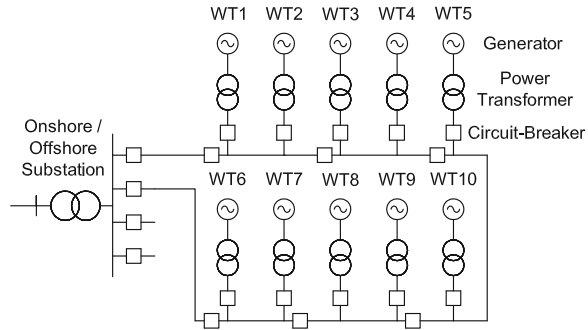 WT1 WT2 WT3 WT4 WT5
Generator
Power
Transformer
Circuit-Breaker
Onshore /
Offshore
Substation
WT6 WT7 WT8 WT9 WT10